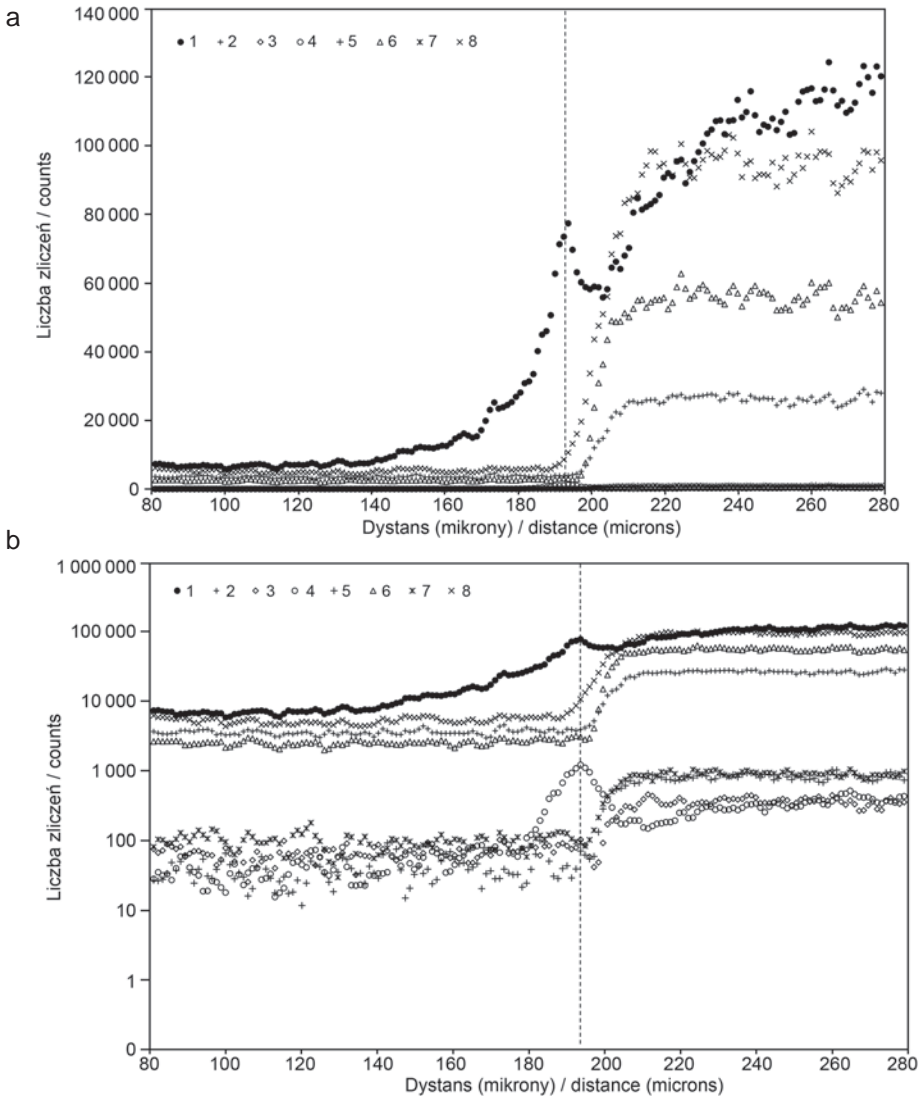 a
140 000
120 000
100 000
80 000
60 000
40 000
20 000
0
Liczba zliczeń / counts
1 2 3 4 5 6 7 8
80 100 120 140 160 180 200 220 240 260 280
Dystans (mikrony) / distance (microns)
b
1 000 000
100 000
10 000
1 000
100
10
1
0
Liczba zliczeń / counts
1 2 3 4 5 6 7 8
80 100 120 140 160 180 200 220 240 260 280
Dystans (mikrony) / distance (microns)